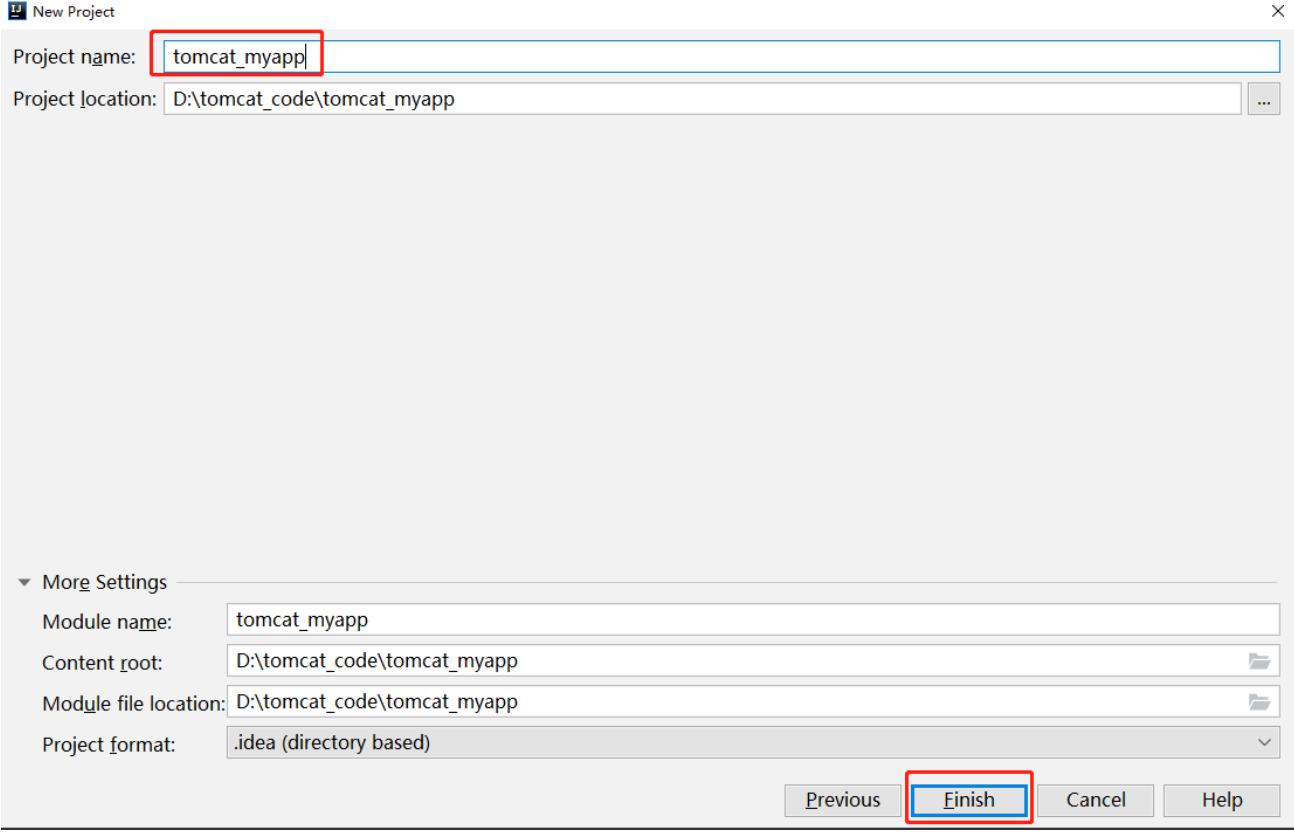 New Project
Project name: tomcat_myapp
Project location: D:\tomcat_code\tomcat_myapp ...
More Settings
Module name: tomcat_myapp
Content root: D:\tomcat_code\tomcat_myapp
Module file location: D:\tomcat_code\tomcat_myapp
Project format: .idea (directory based)
Previous Finish Cancel Help